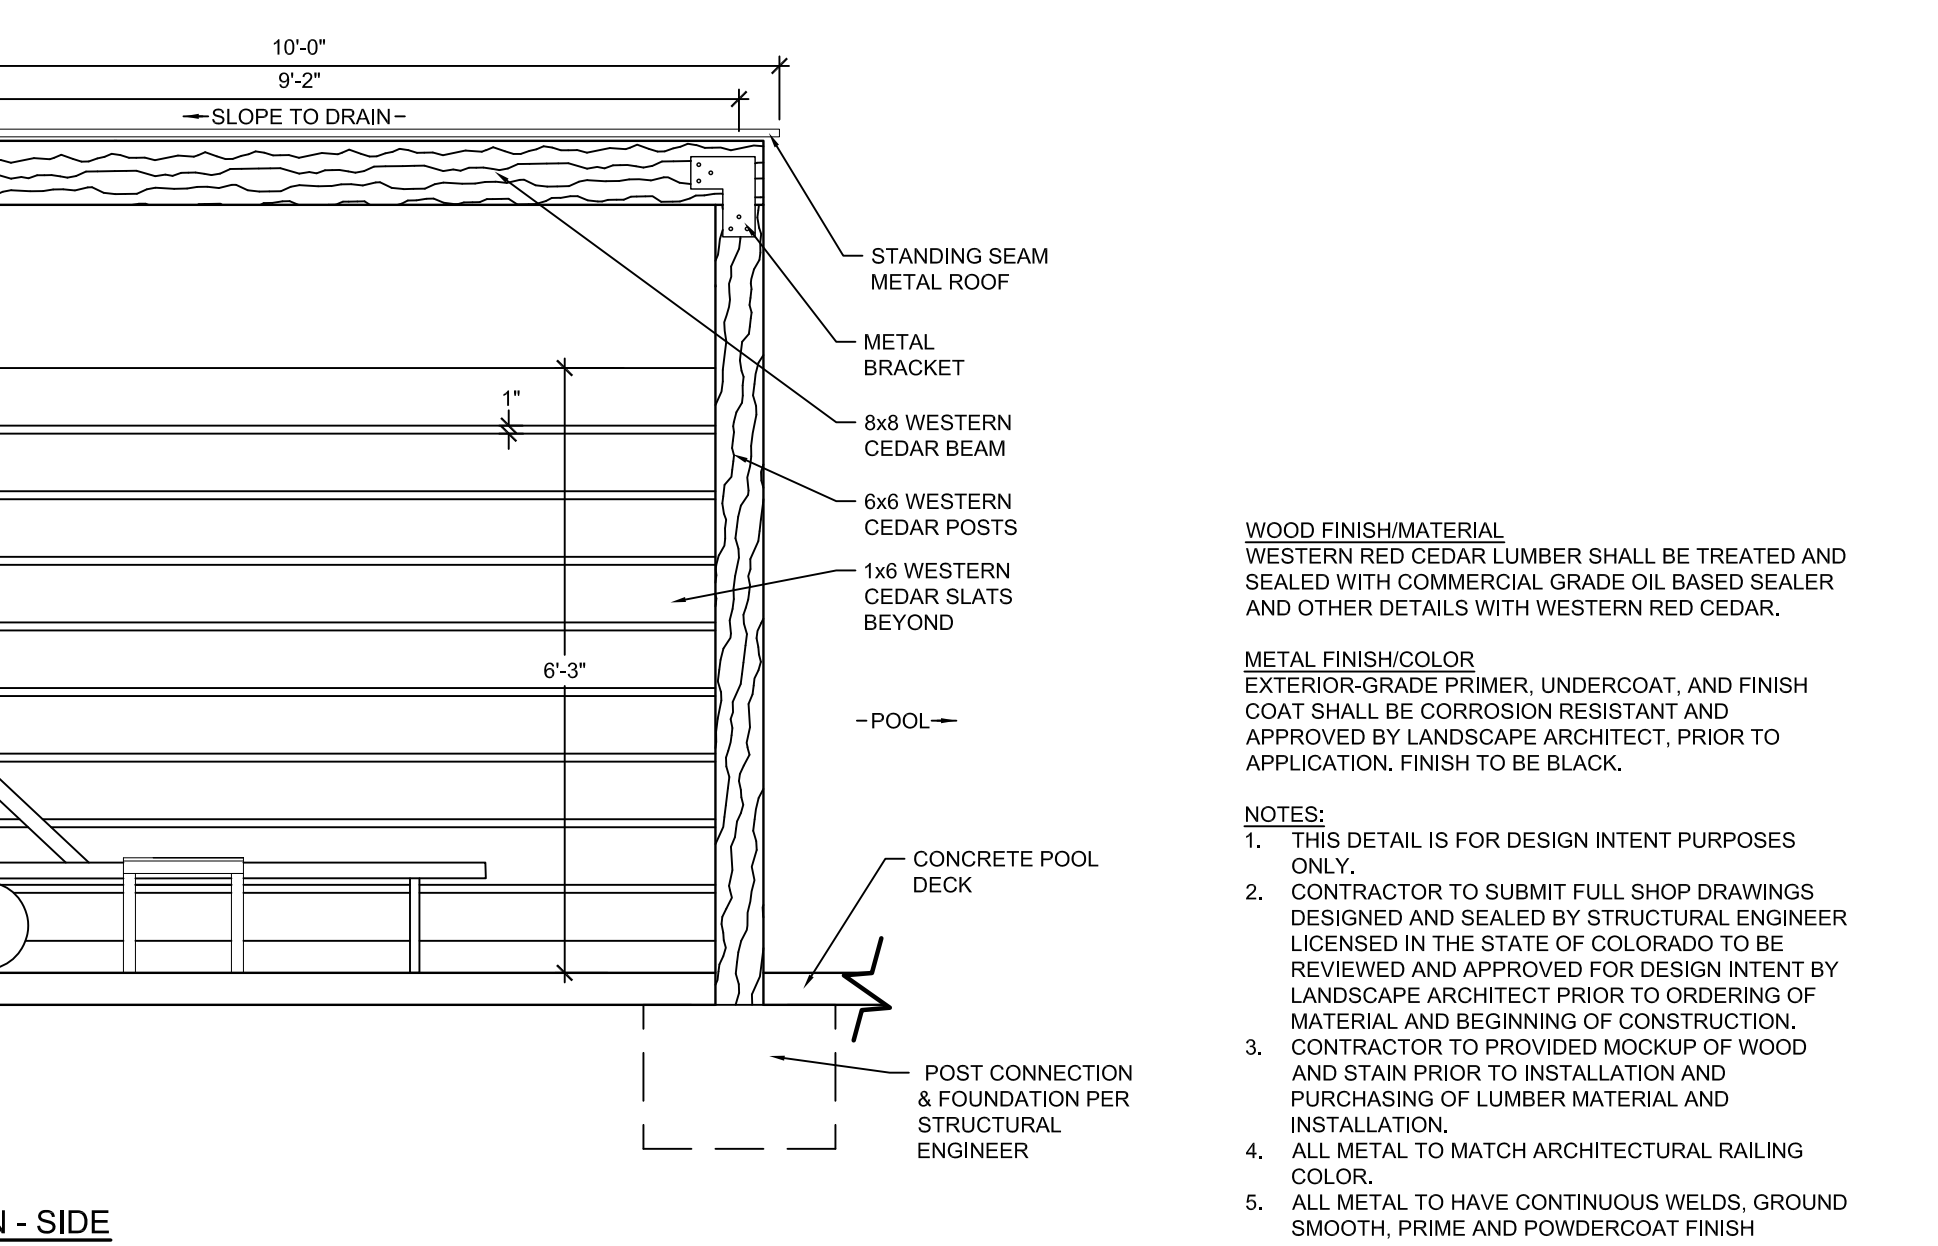 10'-0"
9'-2"
SLOPE TO DRAIN
STANDING SEAM
METAL ROOF
METAL
BRACKET
1"
8x8 WESTERN
CEDAR BEAM
6x6 WESTERN
CEDAR POSTS
1x6 WESTERN
CEDAR SLATS
BEYOND
6'-3"
POOL
CONCRETE POOL
DECK
POST CONNECTION
& FOUNDATION PER
STRUCTURAL
ENGINEER
- SIDE
WOOD FINISH/MATERIAL
WESTERN RED CEDAR LUMBER SHALL BE TREATED AND
SEALED WITH COMMERCIAL GRADE OIL BASED SEALER
AND OTHER DETAILS WITH WESTERN RED CEDAR.
METAL FINISH/COLOR
EXTERIOR-GRADE PRIMER, UNDERCOAT, AND FINISH
COAT SHALL BE CORROSION RESISTANT AND
APPROVED BY LANDSCAPE ARCHITECT, PRIOR TO
APPLICATION. FINISH TO BE BLACK.
NOTES:
1. THIS DETAIL IS FOR DESIGN INTENT PURPOSES
ONLY.
2. CONTRACTOR TO SUBMIT FULL SHOP DRAWINGS
DESIGNED AND SEALED BY STRUCTURAL ENGINEER
LICENSED IN THE STATE OF COLORADO TO BE
REVIEWED AND APPROVED FOR DESIGN INTENT BY
LANDSCAPE ARCHITECT PRIOR TO ORDERING OF
MATERIAL AND BEGINNING OF CONSTRUCTION.
3. CONTRACTOR TO PROVIDED MOCKUP OF WOOD
AND STAIN PRIOR TO INSTALLATION AND
PURCHASING OF LUMBER MATERIAL AND
INSTALLATION.
4. ALL METAL TO MATCH ARCHITECTURAL RAILING
COLOR.
5. ALL METAL TO HAVE CONTINUOUS WELDS, GROUND
SMOOTH, PRIME AND POWDERCOAT FINISH